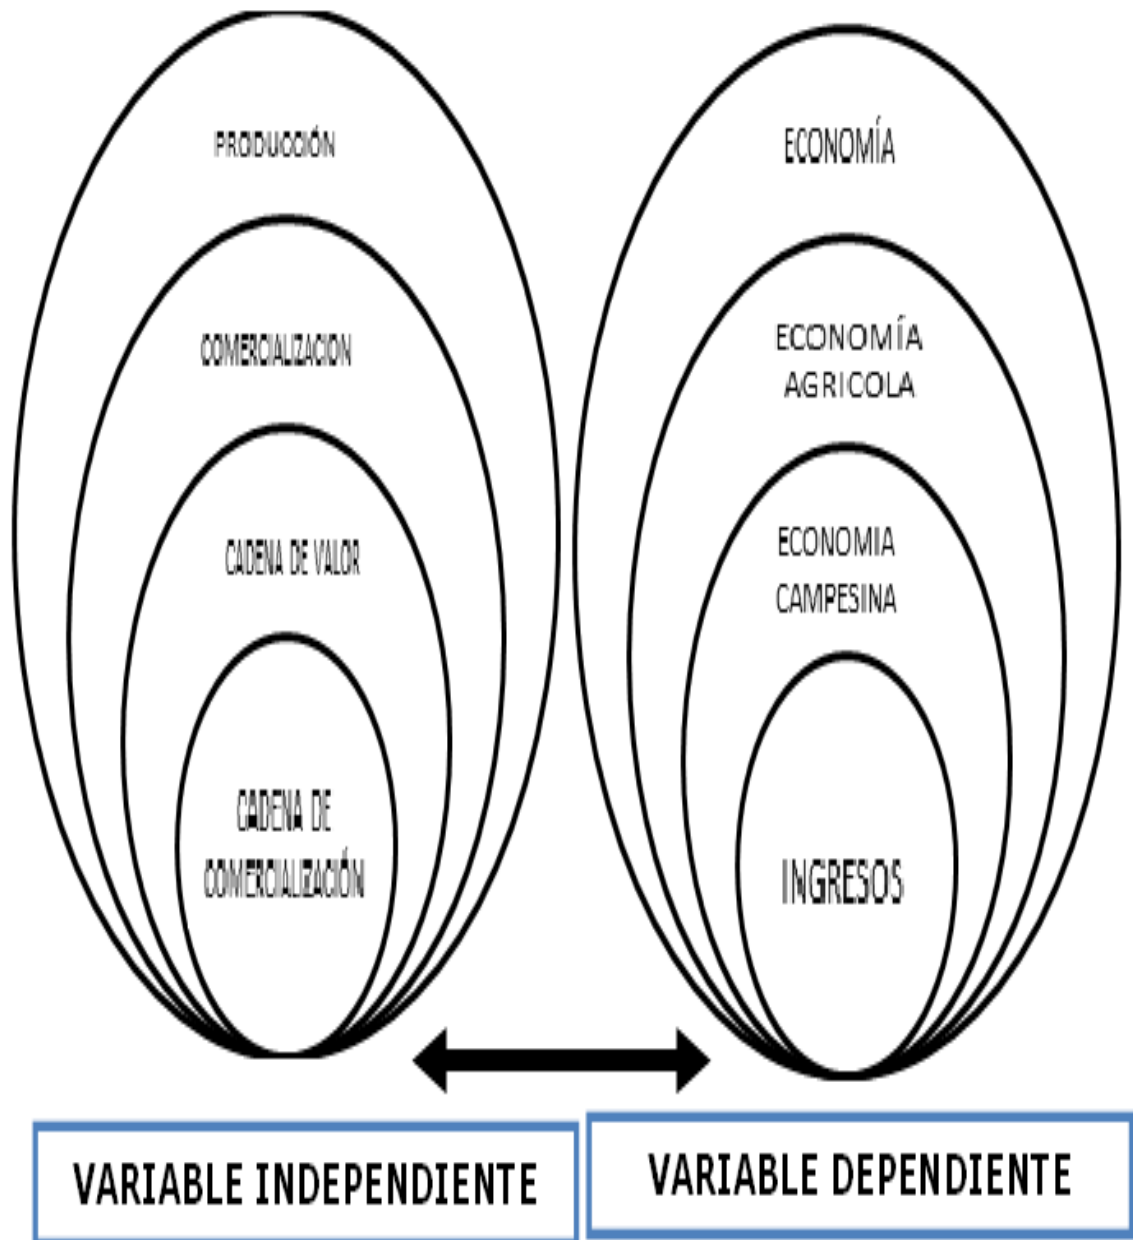 PRODUCCIÓN
COMERCIALIZACION
CADENA DE VALOR
CADENA DE
COMERCIALIZACIÓN
ECONOMÍA
ECONOMÍA
AGRICOLA
ECONOMIA
CAMPESINA
INGRESOS
VARIABLE INDEPENDIENTE
VARIABLE DEPENDIENTE